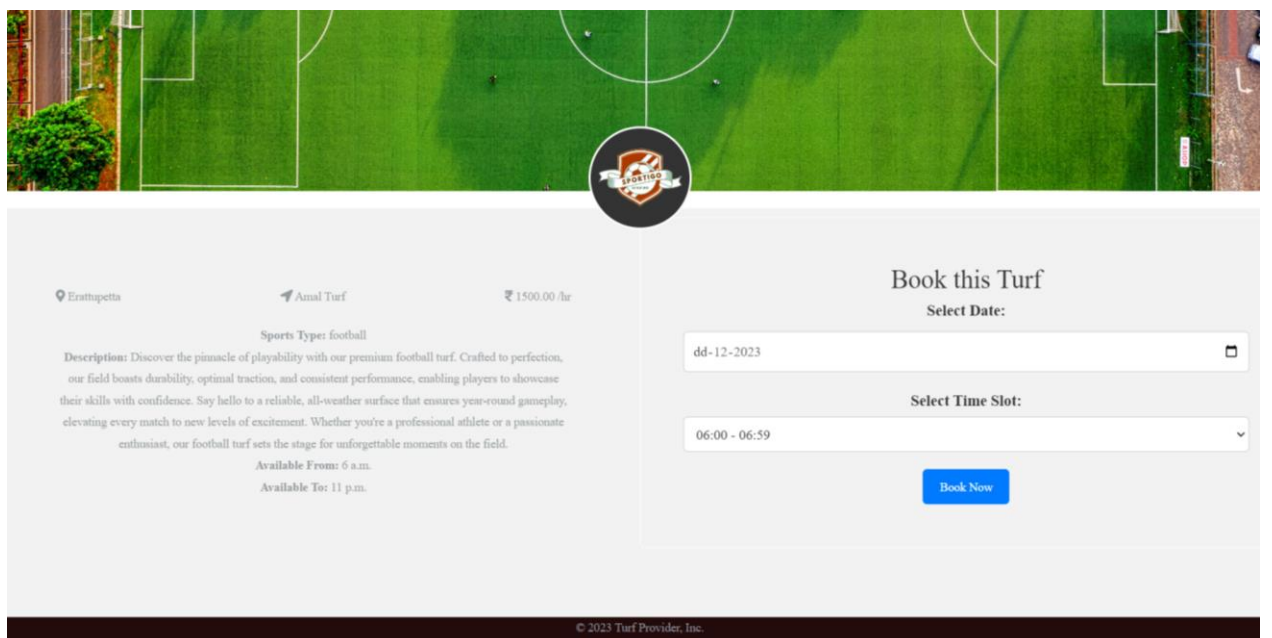 SPORTIGO
Erattupetta
Amal Turf
₹ 1500.00 /hr
Sports Type: football
Description: Discover the pinnacle of playability with our premium football turf. Crafted to perfection,
our field boasts durability, optimal traction, and consistent performance, enabling players to showcase
their skills with confidence. Say hello to a reliable, all-weather surface that ensures year-round gameplay,
elevating every match to new levels of excitement. Whether you're a professional athlete or a passionate
enthusiast, our football turf sets the stage for unforgettable moments on the field.
Available From: 6 a.m.
Available To: 11 p.m.
Book this Turf
Select Date:
dd-12-2023
Select Time Slot:
06:00 - 06:59
Book Now
© 2023 Turf Provider, Inc.